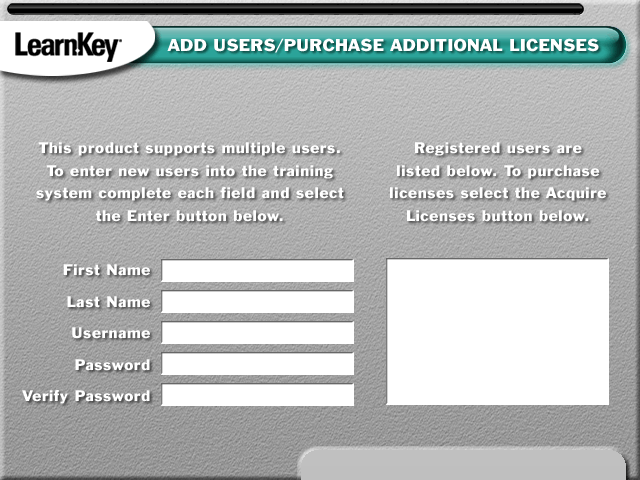 LearnKey
ADD USERS/PURCHASE ADDITIONAL LICENSES
This product supports multiple users.
To enter new users into the training
system complete each field and select
the Enter button below.
Registered users are
listed below. To purchase
licenses select the Acquire
Licenses button below.
First Name
Last Name
Username
Password
Verify Password